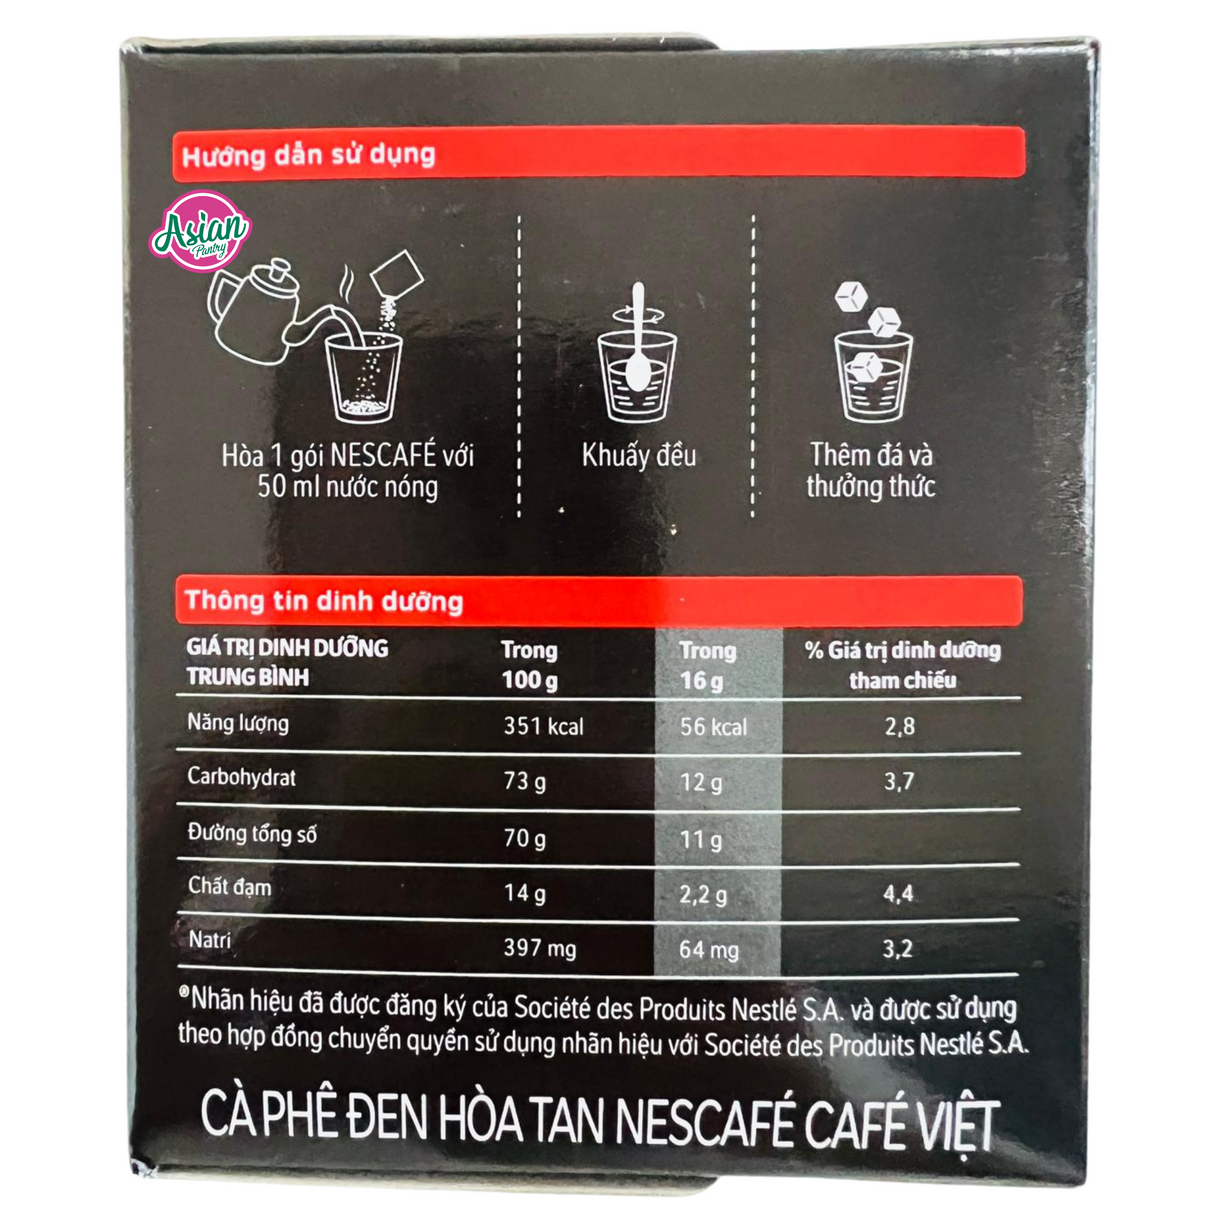 Hướng dẫn sử dụng
Asian
Pantry
Hòa 1 gói NESCAFÉ với
50 ml nước nóng
Khuấy đều
Thêm đá và
thưởng thức
Thông tin dinh dưỡng
GIÁ TRỊ DINH DƯỠNG
TRUNG BÌNH
Trong
100 g
Trong
16 g
% Giá trị dinh dưỡng
tham chiếu
Năng lượng 351 kcal 56 kcal 2,8
Carbohydrat 73 g 12 g 3,7
Đường tổng số 70 g 11 g
Chất đạm 14 g 2,2 g 4,4
Natri 397 mg 64 mg 3,2
®Nhãn hiệu đã được đăng ký của Société des Produits Nestlé S.A. và được sử dụng
theo hợp đồng chuyển quyền sử dụng nhãn hiệu với Société des Produits Nestlé S.A.
CÀ PHÊ ĐEN HÒA TAN NESCAFÉ CAFÉ VIỆT